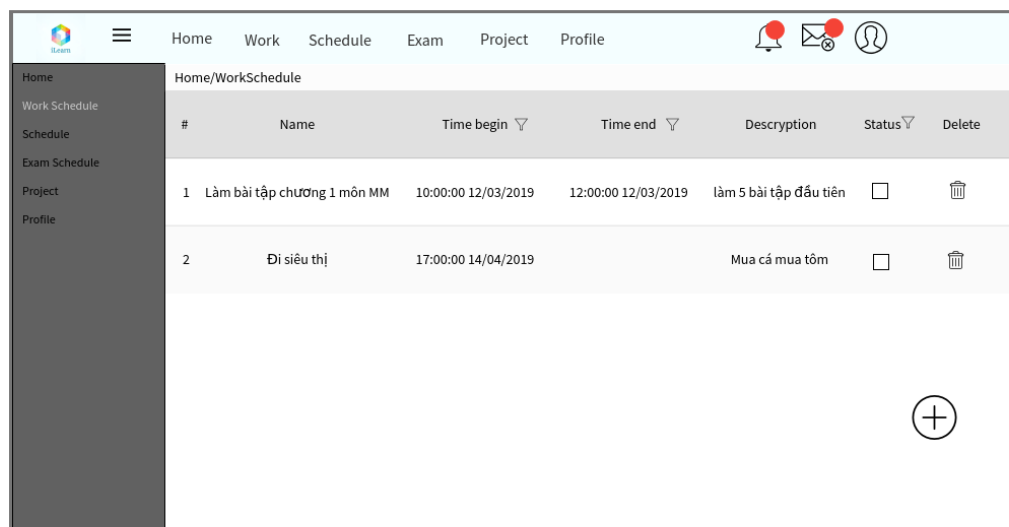 iLearn
Home Work Schedule Exam Project Profile
Home
Work Schedule
Schedule
Exam Schedule
Project
Profile
Home/WorkSchedule
# Name Time begin Time end Descryption Status Delete
1 Làm bài tập chương 1 môn MM 10:00:00 12/03/2019 12:00:00 12/03/2019 làm 5 bài tập đầu tiên
2 Đi siêu thị 17:00:00 14/04/2019 Mua cá mua tôm